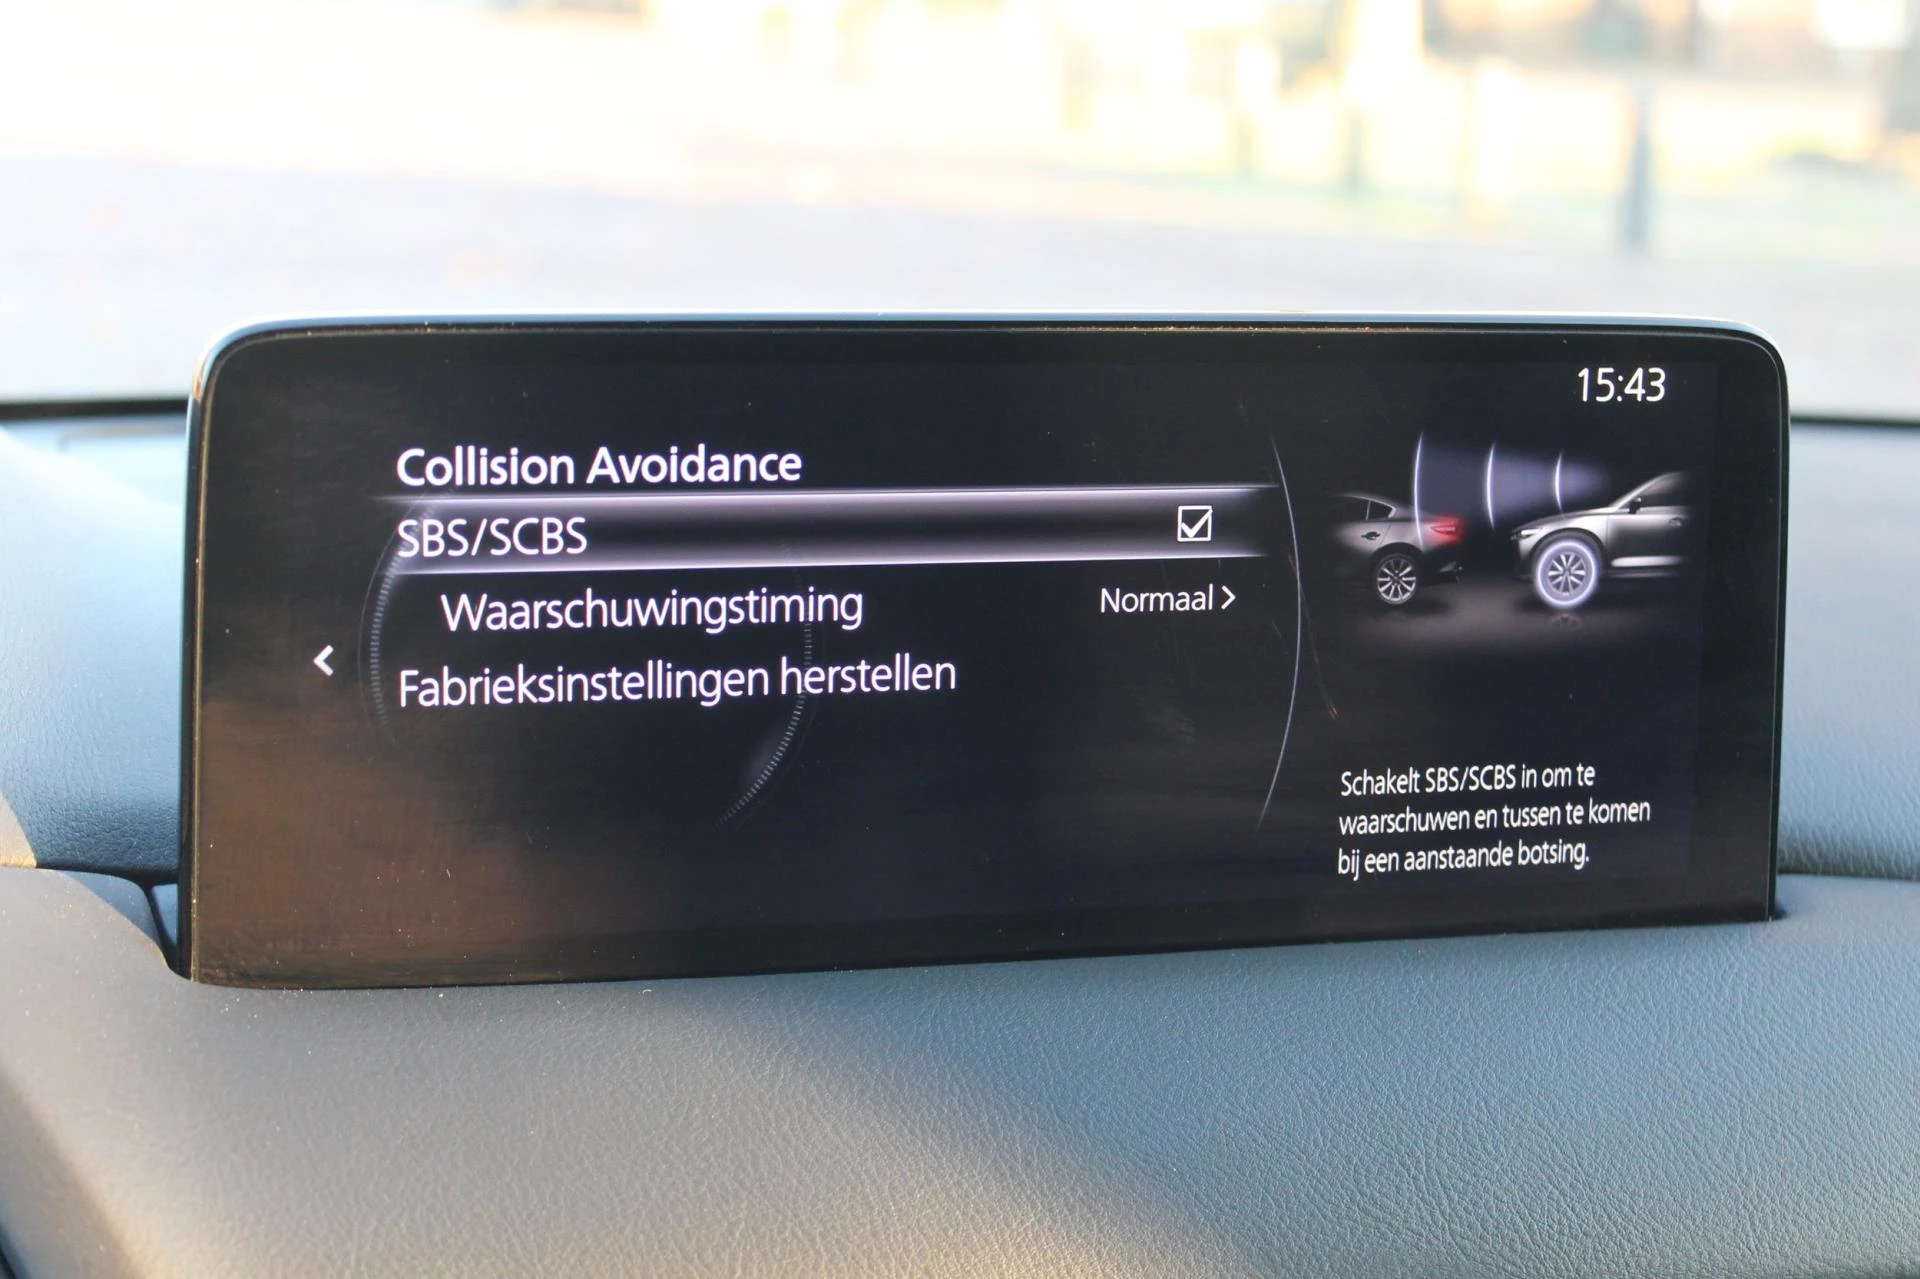 15:43
Collision Avoidance
SBS/SCBS
Waarschuwingstiming Normaal
Fabrieksinstellingen herstellen
Schakelt SBS/SCBS in om te
waarschuwen en tussen te komen
bij een aanstaande botsing.